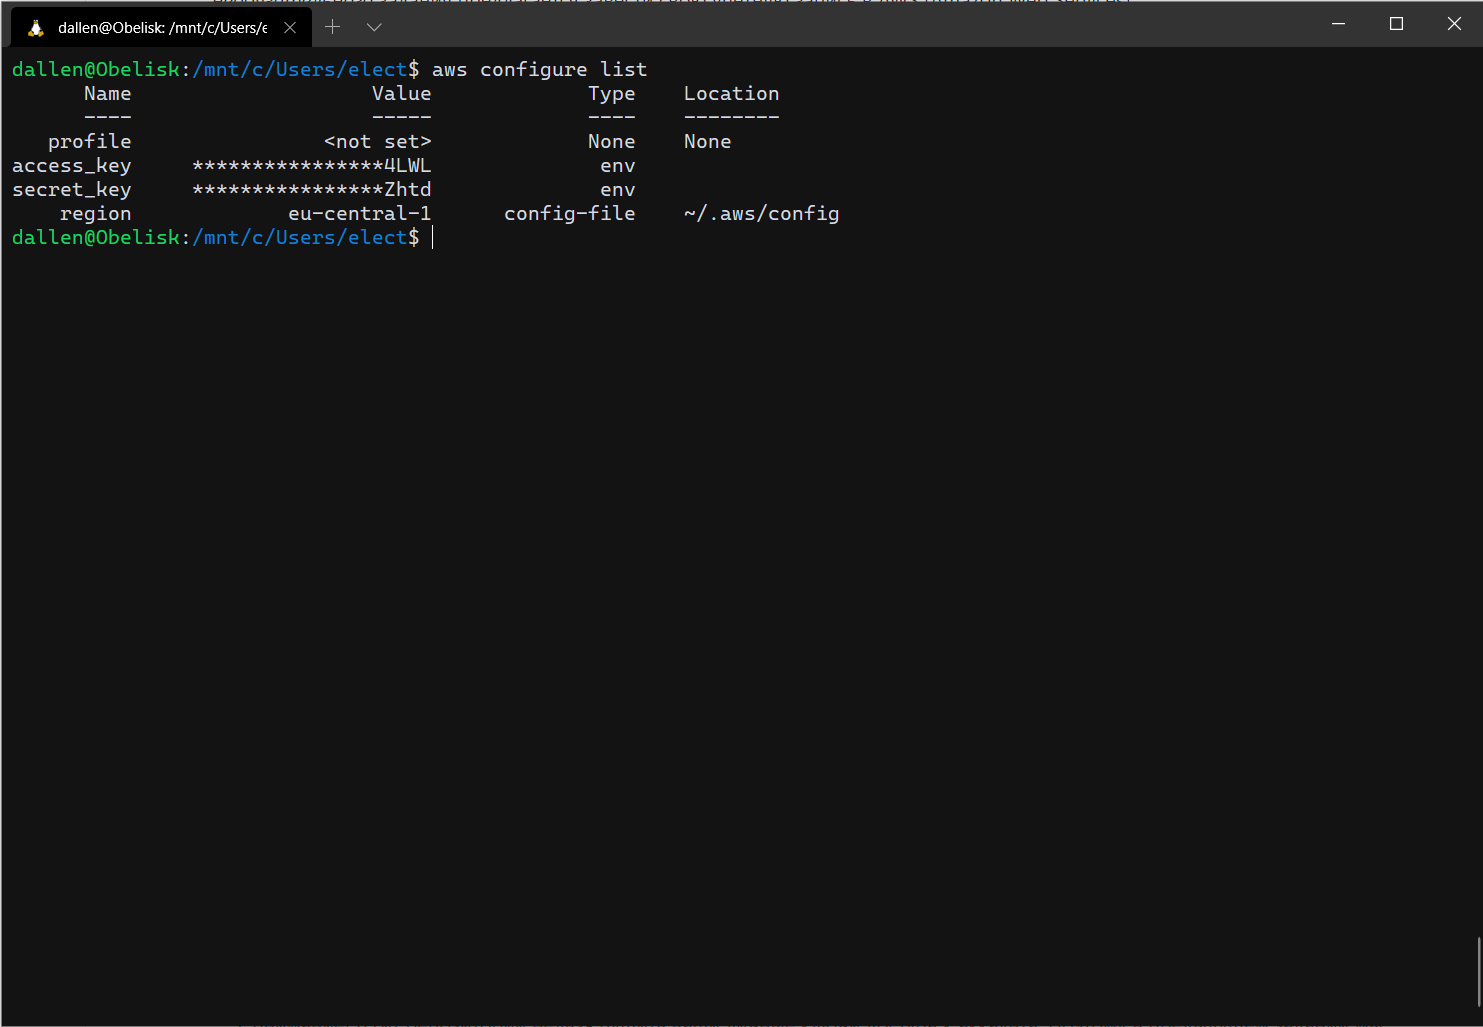 dallen@Obelisk: /mnt/c/Users/e
dallen@Obelisk:/mnt/c/Users/elect$ aws configure list
      Name                    Value             Type    Location
      ----                    -----             ----    --------
   profile                <not set>             None    None
access_key     ****************4LWL              env
secret_key     ****************Zhtd              env
    region             eu-central-1      config-file    ~/.aws/config
dallen@Obelisk:/mnt/c/Users/elect$